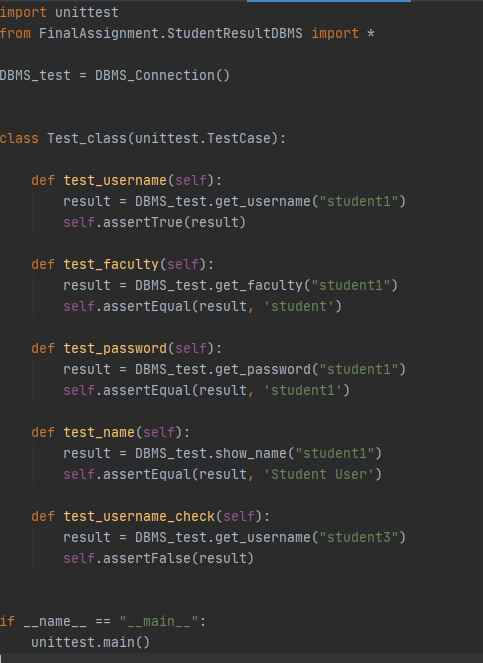 import unittest
from FinalAssignment.StudentResultDBMS import *
DBMS_test = DBMS_Connection()
class Test_class(unittest.TestCase):
    def test_username(self):
        result = DBMS_test.get_username("student1")
        self.assertTrue(result)
    def test_faculty(self):
        result = DBMS_test.get_faculty("student1")
        self.assertEqual(result, 'student')
    def test_password(self):
        result = DBMS_test.get_password("student1")
        self.assertEqual(result, 'student1')
    def test_name(self):
        result = DBMS_test.show_name("student1")
        self.assertEqual(result, 'Student User')
    def test_username_check(self):
        result = DBMS_test.get_username("student3")
        self.assertFalse(result)
if __name__ == "__main__":
    unittest.main()